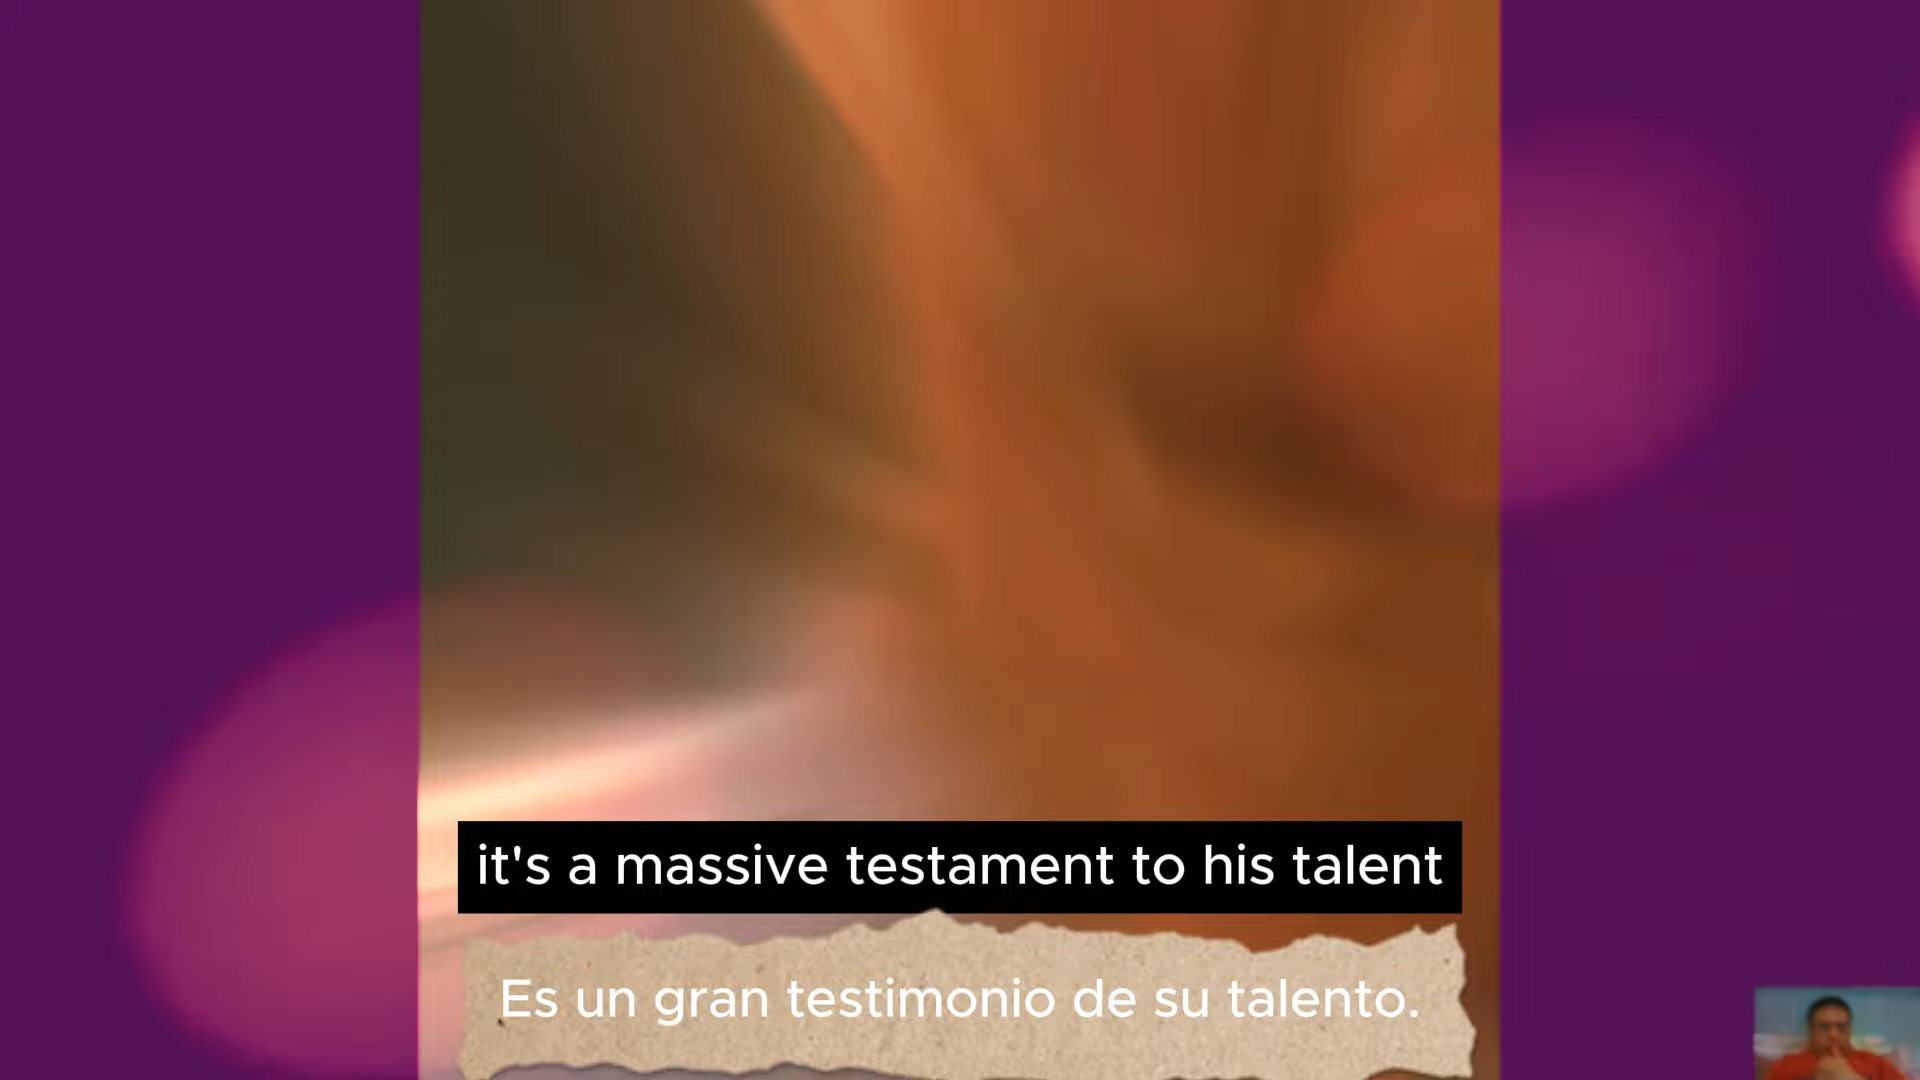 it's a massive testament to his talent
Es un gran testimonio de su talento.